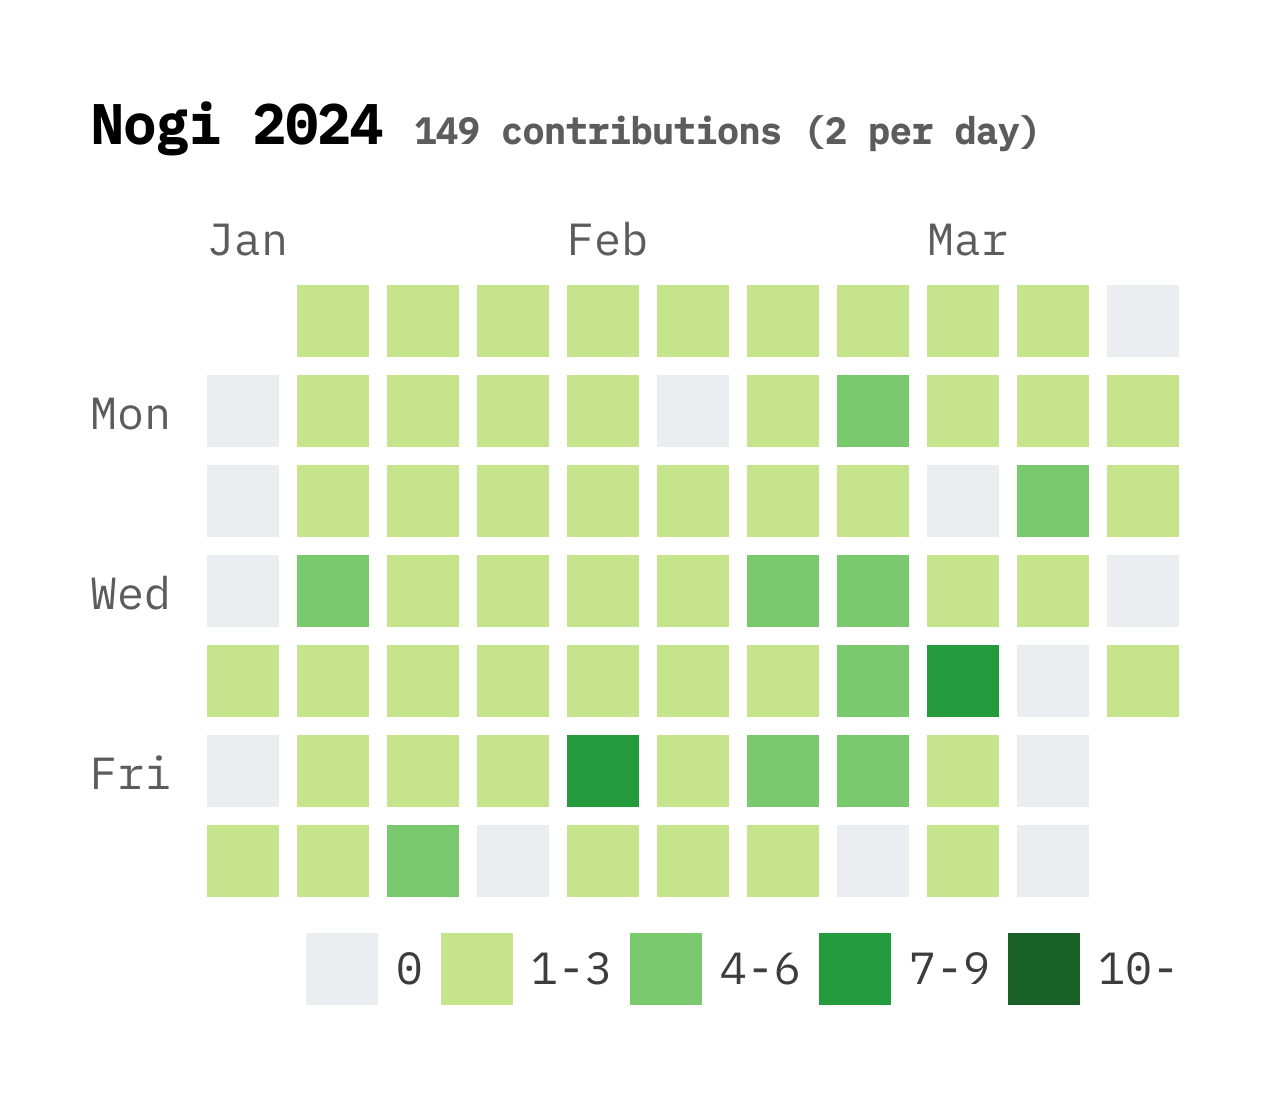 Nogi 2024 149 contributions (2 per day)
Jan Feb Mar
Mon
Wed
Fri
0 1-3 4-6 7-9 10-